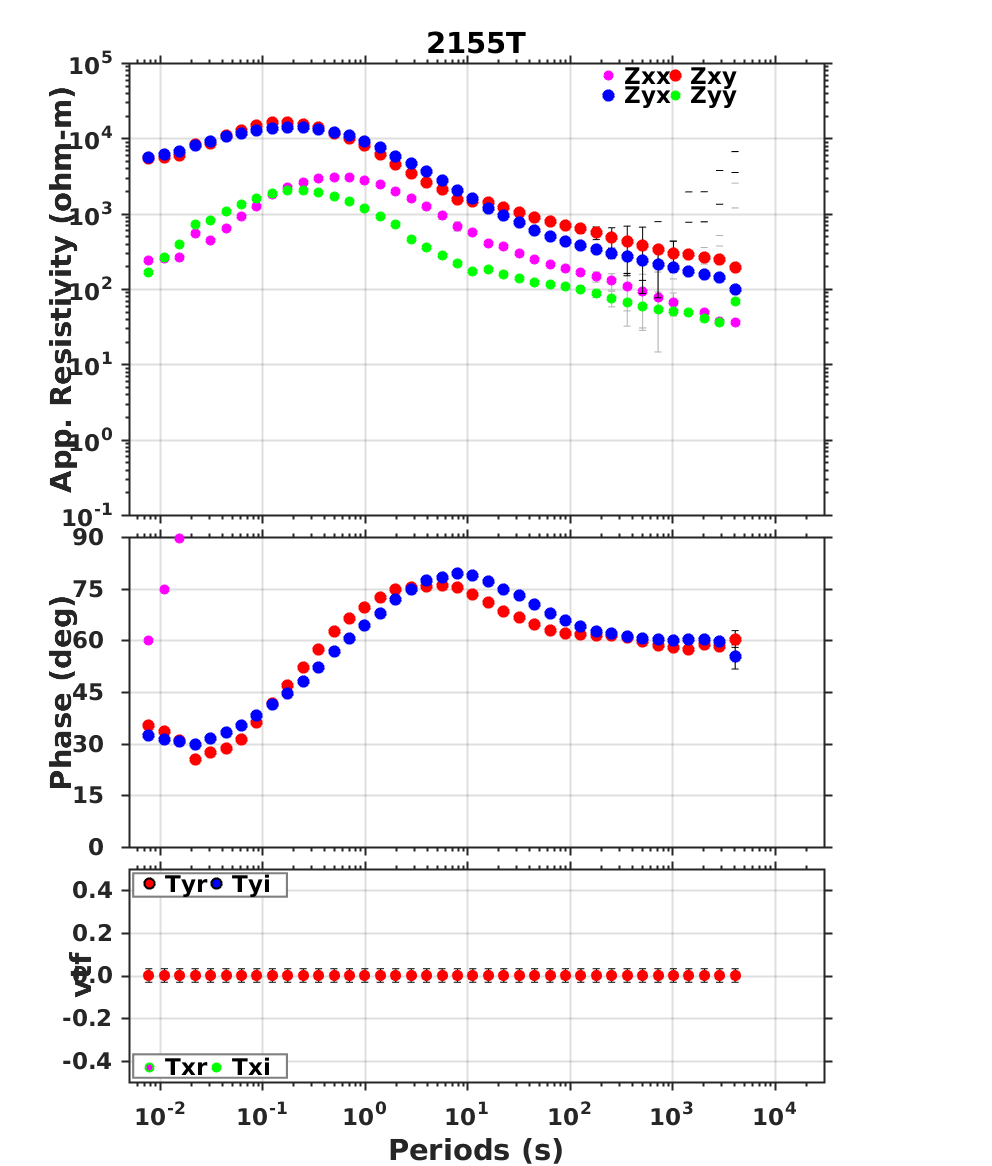 2155T
App. Resistivity (ohm-m)
10^5
10^4
10^3
10^2
10^1
10^0
10^-1
Zxx Zxy
Zyx Zyy
Phase (deg)
90
75
60
45
30
15
0
vtf
0.4
0.2
0.0
-0.2
-0.4
Tyr Tyi
Txr Txi
10^-2 10^-1 10^0 10^1 10^2 10^3 10^4
Periods (s)